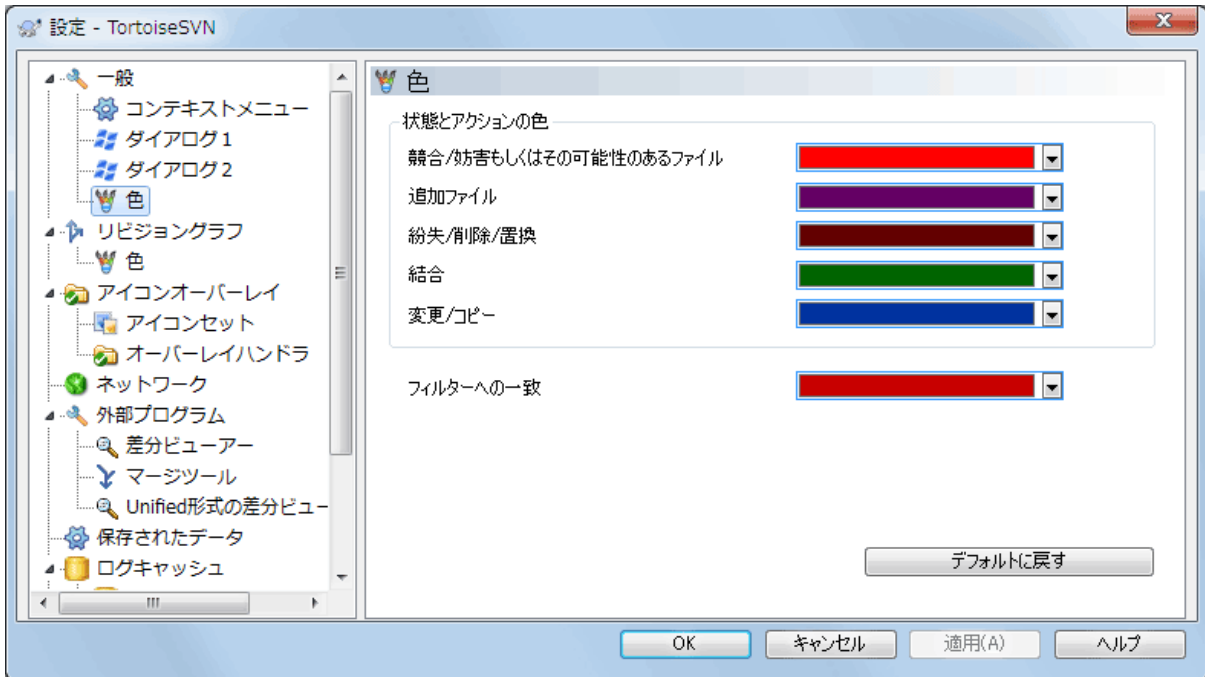 設定 - TortoiseSVN
一般
コンテキストメニュー
ダイアログ1
ダイアログ2
色
リビジョングラフ
色
アイコンオーバーレイ
アイコンセット
オーバーレイハンドラ
ネットワーク
外部プログラム
差分ビューアー
マージツール
Unified形式の差分ビュー
保存されたデータ
ログキャッシュ
色
状態とアクションの色
競合/妨害もしくはその可能性のあるファイル
追加ファイル
紛失/削除/置換
結合
変更/コピー
フィルターへの一致
デフォルトに戻す
OK
キャンセル
適用(A)
ヘルプ